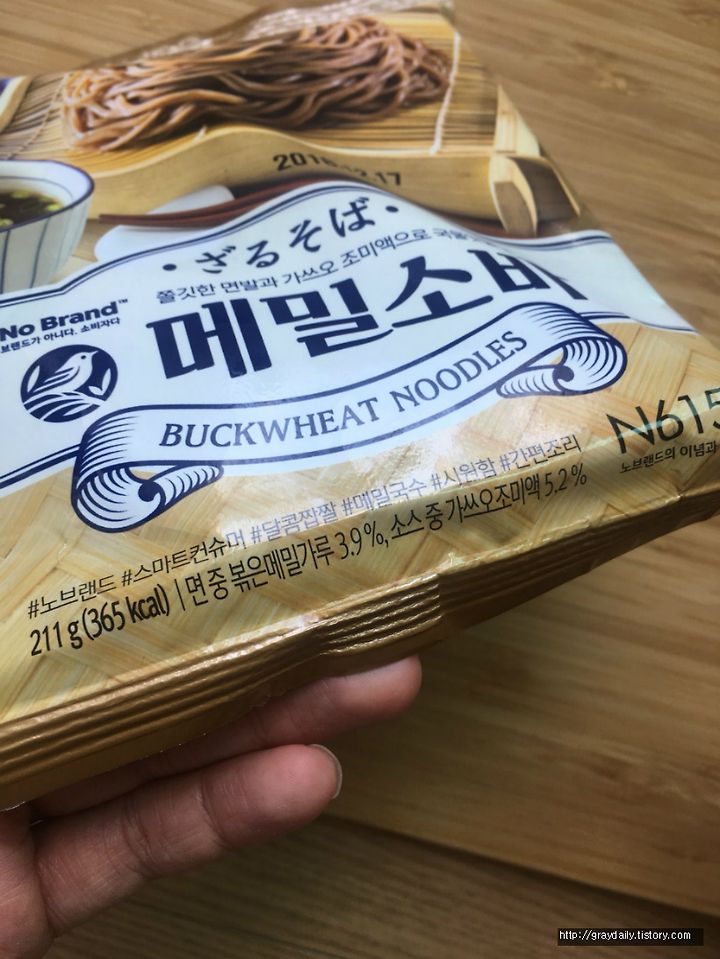 ざるそば
쫄깃한 면발과 가쓰오 조미액으로
No Brand™
브랜드가 아니다. 소비자다
메밀소바
BUCKWHEAT NOODLES
N615
노브랜드의 이념과
#노브랜드 #스마트컨슈머 #달콤짭짤 #메밀국수 #시원함 #간편조리
211 g (365 kcal) | 면 중 볶은메밀가루 3.9 %, 소스 중 가쓰오조미액 5.2 %
http://graydaily.tistory.com